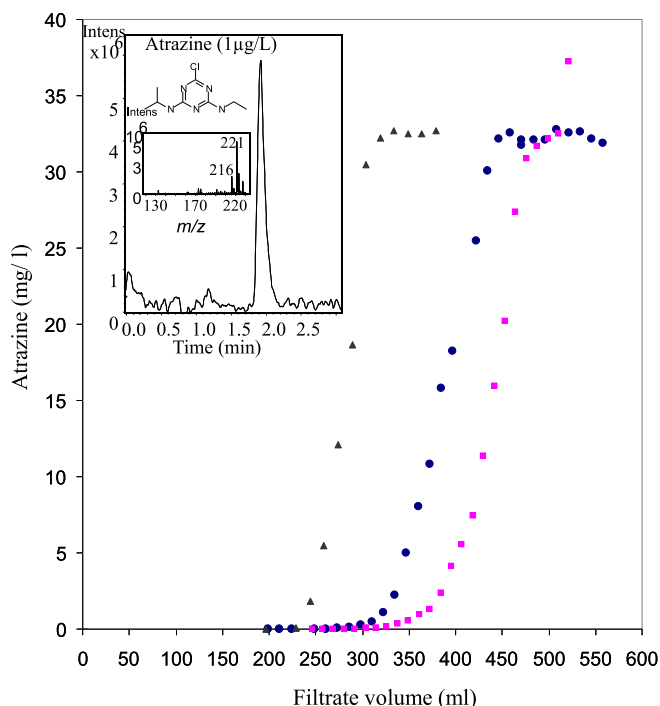 40
35
30
25
20
15
10
5
0
Atrazine (mg/l)
Intens
x10
6
5
4
3
2
1
0
Atrazine (1µg/L)
Cl
N
N
N
N
H
N
H
Intens
6
10
5
3
0
221
216
130 170 220
m/z
0.0 0.5 1.0 1.5 2.0 2.5
Time (min)
0 50 100 150 200 250 300 350 400 450 500 550 600
Filtrate volume (ml)